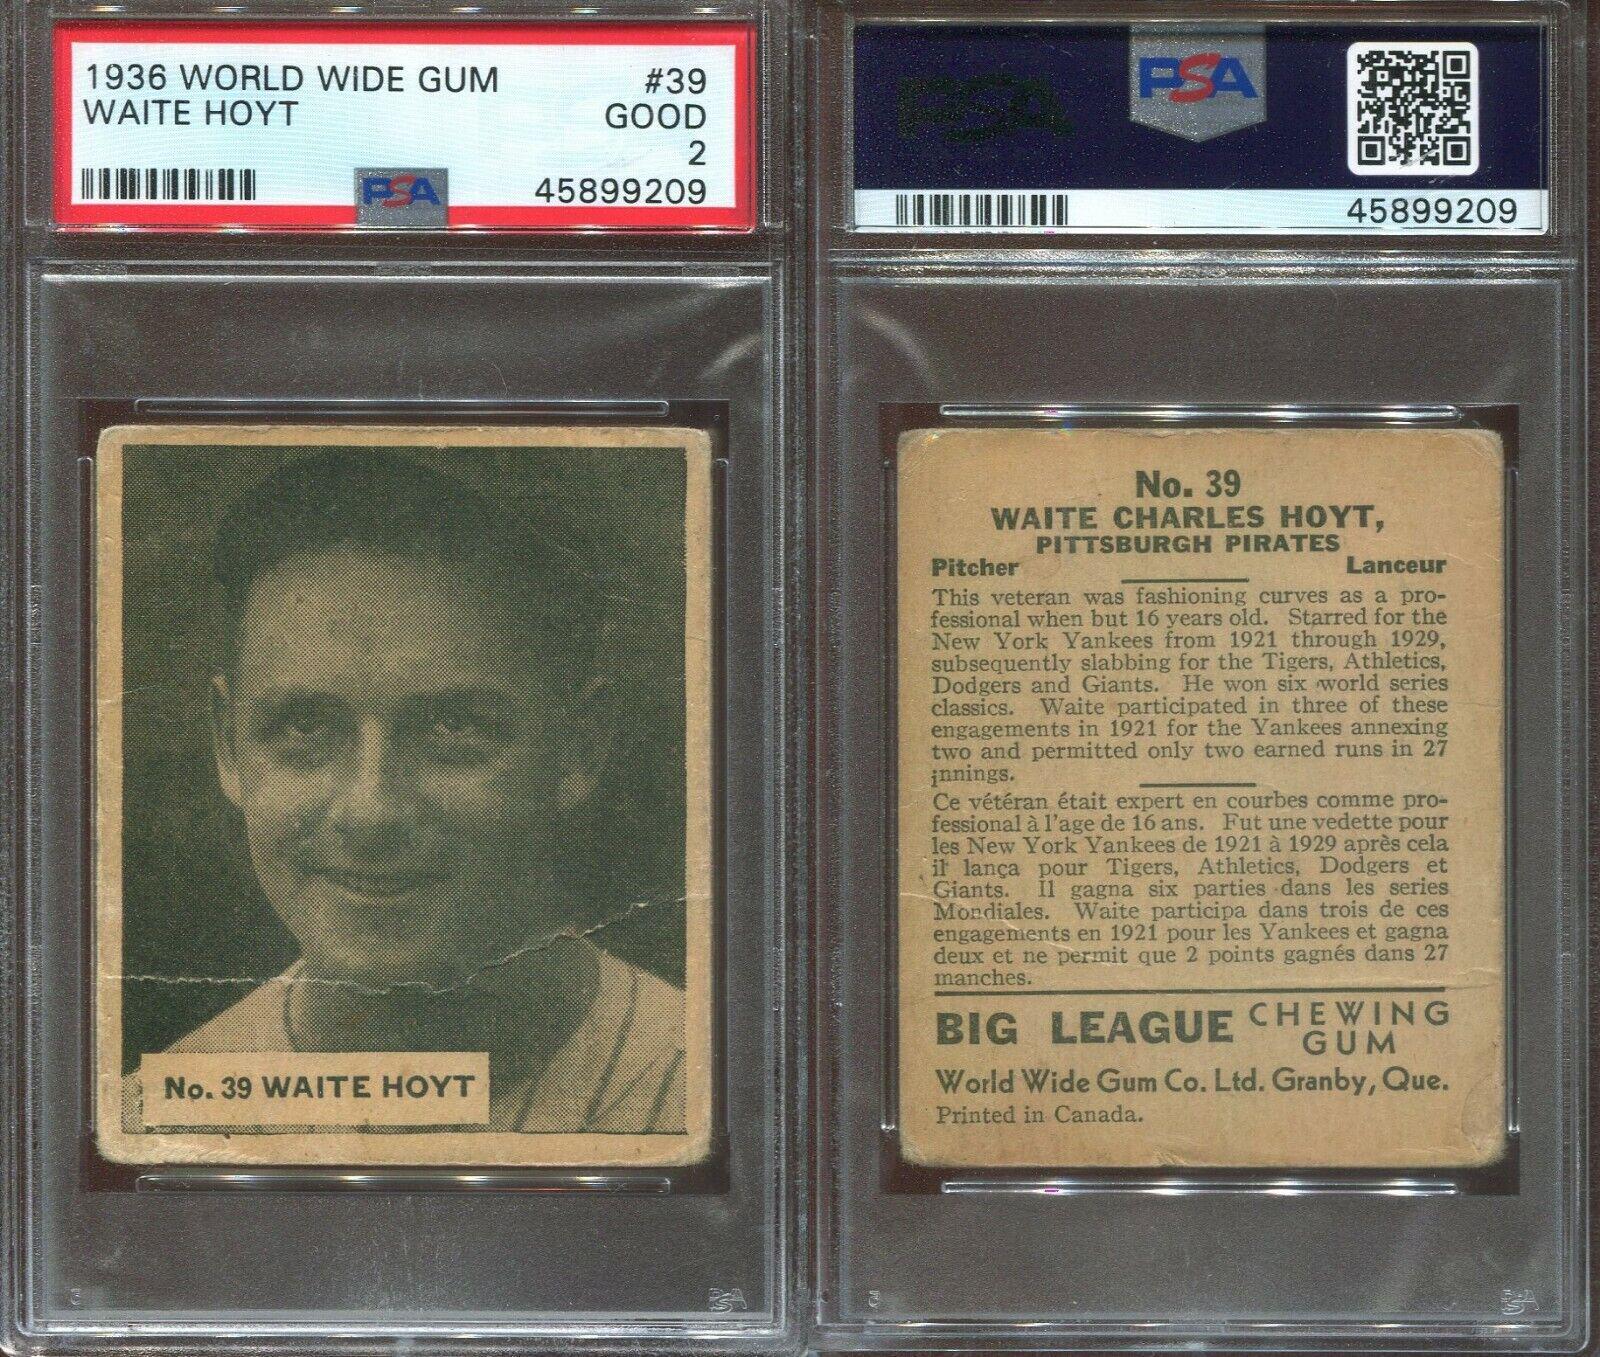 1936 WORLD WIDE GUM #39
WAITE HOYT GOOD
2
PSA 45899209
No. 39 WAITE HOYT
PSA
PSA
PSA
45899209
No. 39
WAITE CHARLES HOYT,
PITTSBURGH PIRATES
Pitcher Lanceur
This veteran was fashioning curves as a pro-
fessional when but 16 years old. Starred for the
New York Yankees from 1921 through 1929,
subsequently slabbing for the Tigers, Athletics,
Dodgers and Giants. He won six world series
classics. Waite participated in three of these
engagements in 1921 for the Yankees annexing
two and permitted only two earned runs in 27
innings.
Ce vétéran était expert en courbes comme pro-
fessional à l'age de 16 ans. Fut une vedette pour
les New York Yankees de 1921 à 1929 après cela
il lança pour Tigers, Athletics, Dodgers et
Giants. Il gagna six parties dans les series
Mondiales. Waite participa dans trois de ces
engagements en 1921 pour les Yankees et gagna
deux et ne permit que 2 points gagnés dans 27
manches.
BIG LEAGUE CHEWING GUM
World Wide Gum Co. Ltd. Granby, Que.
Printed in Canada.
PSA